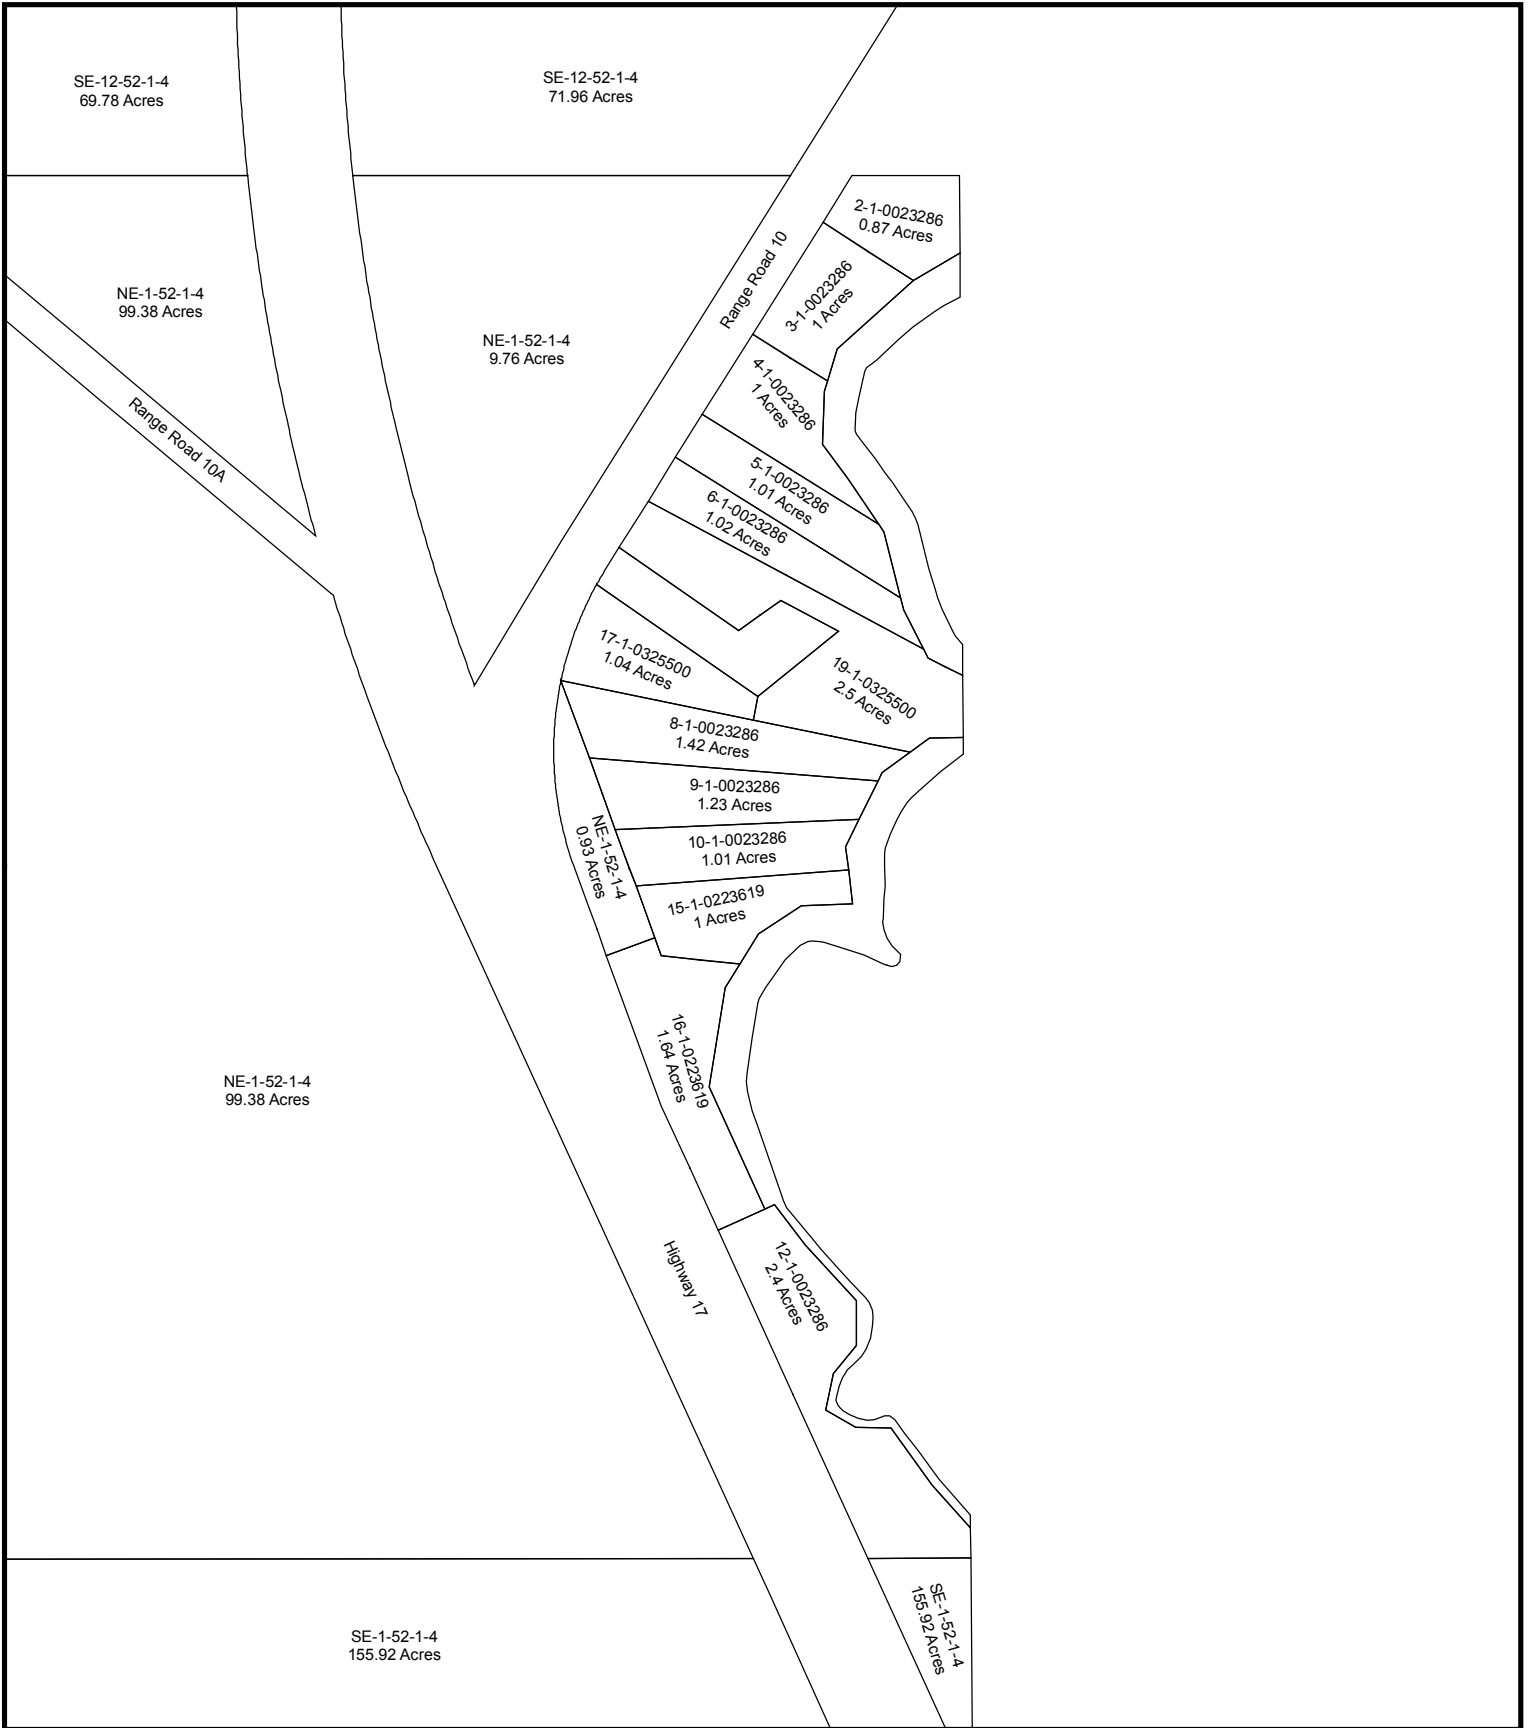 SE-12-52-1-4
69.78 Acres
SE-12-52-1-4
71.96 Acres
2-1-0023286
0.87 Acres
Range Road 10
3-1-0023286
1 Acres
NE-1-52-1-4
99.38 Acres
NE-1-52-1-4
9.76 Acres
4-1-0023286
1 Acres
Range Road 10A
5-1-0023286
1.01 Acres
6-1-0023286
1.02 Acres
17-1-0325500
1.04 Acres
19-1-0325500
2.5 Acres
8-1-0023286
1.42 Acres
9-1-0023286
1.23 Acres
NE-1-52-1-4
0.93 Acres
10-1-0023286
1.01 Acres
15-1-0223619
1 Acres
16-1-0223619
1.64 Acres
NE-1-52-1-4
99.38 Acres
Highway 17
12-1-0023286
2.4 Acres
SE-1-52-1-4
155.92 Acres
SE-1-52-1-4
155.92 Acres